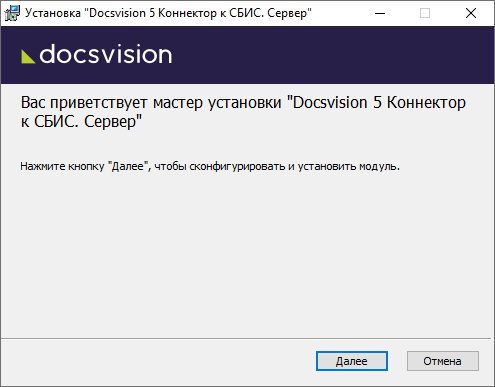 Установка "Docsvision 5 Коннектор к СБИС. Сервер"
docsvision
Вас приветствует мастер установки "Docsvision 5 Коннектор
к СБИС. Сервер"
Нажмите кнопку "Далее", чтобы сконфигурировать и установить модуль.
Далее
Отмена